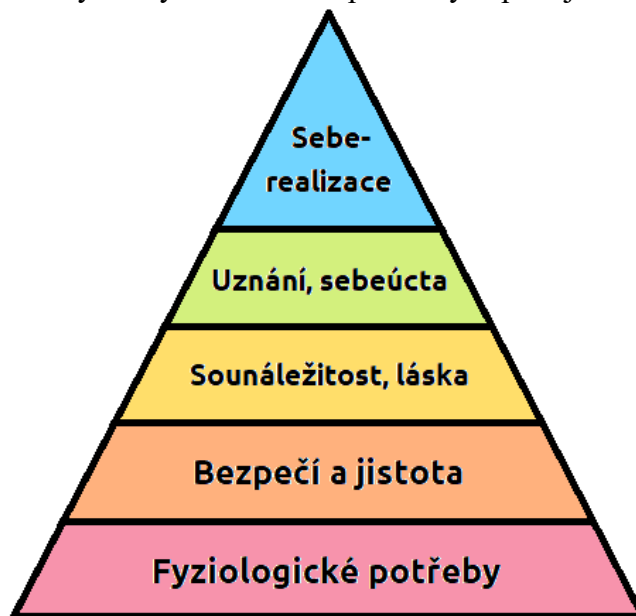 Sebe-
realizace
Uznání, sebeúcta
Sounáležitost, láska
Bezpečí a jistota
Fyziologické potřeby